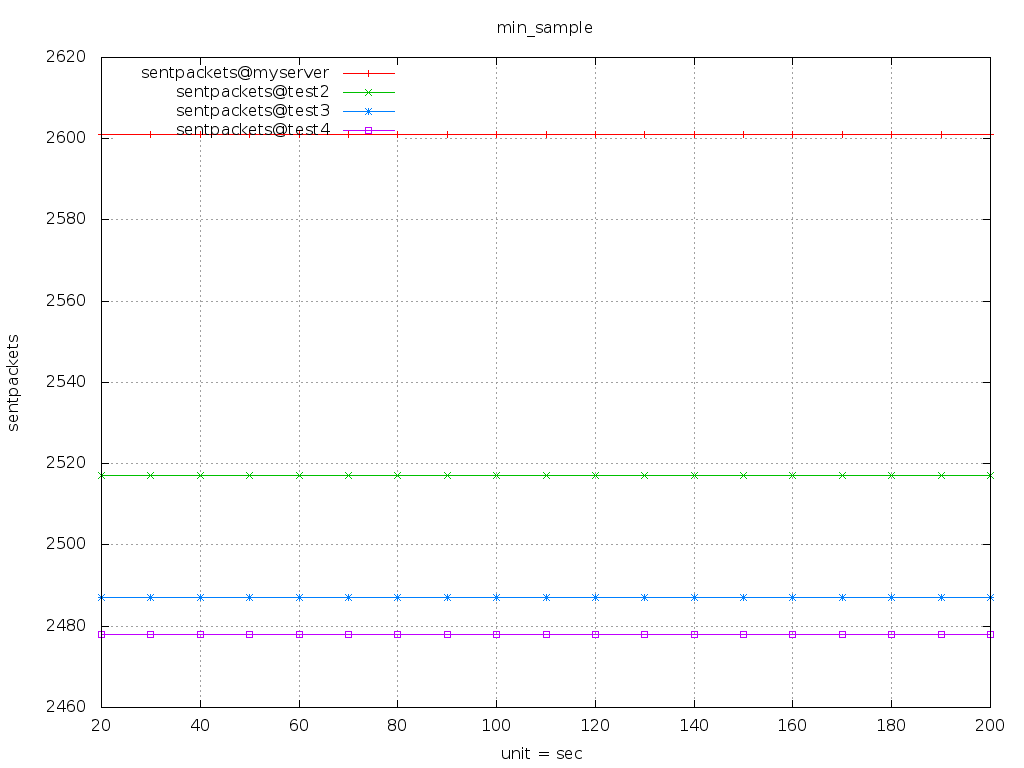 min_sample
sentpackets@myserver
sentpackets@test2
sentpackets@test3
sentpackets@test4
sentpackets
2620
2600
2580
2560
2540
2520
2500
2480
2460
20 40 60 80 100 120 140 160 180 200
unit = sec